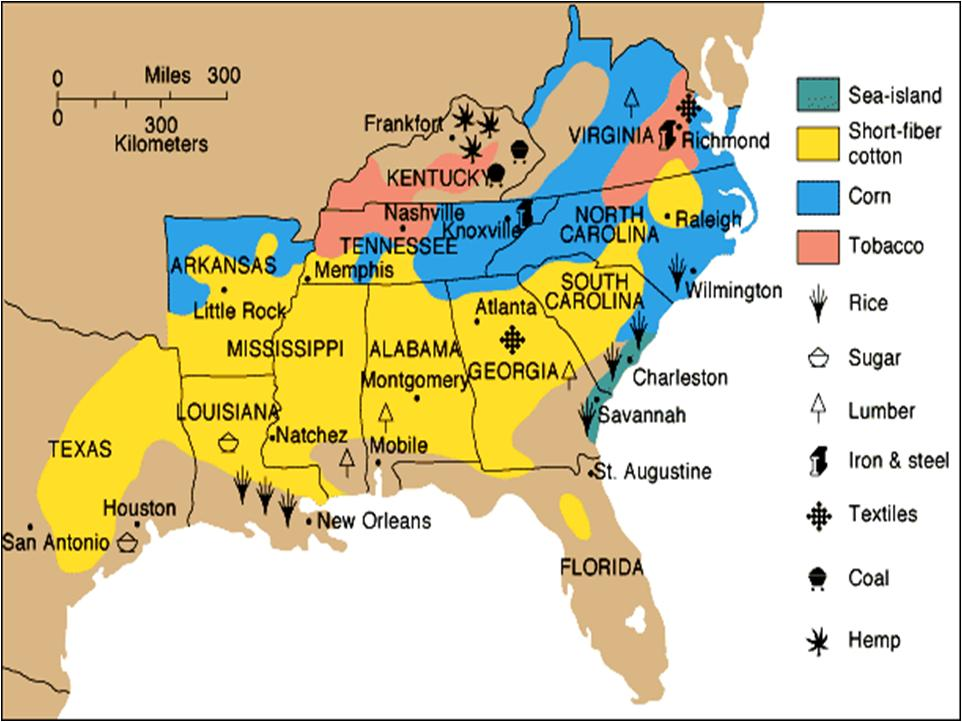 0 Miles 300
0 300
Kilometers
Frankfort
VIRGINIA
Richmond
KENTUCKY
Nashville
Knoxville
NORTH
CAROLINA
Raleigh
TENNESSEE
ARKANSAS
Memphis
SOUTH
CAROLINA
Wilmington
Little Rock
Atlanta
MISSISSIPPI
ALABAMA
GEORGIA
Montgomery
Charleston
LOUISIANA
Savannah
Natchez
Mobile
TEXAS
St. Augustine
Houston
New Orleans
San Antonio
FLORIDA
Sea-island
Short-fiber
cotton
Corn
Tobacco
Rice
Sugar
Lumber
Iron & steel
Textiles
Coal
Hemp